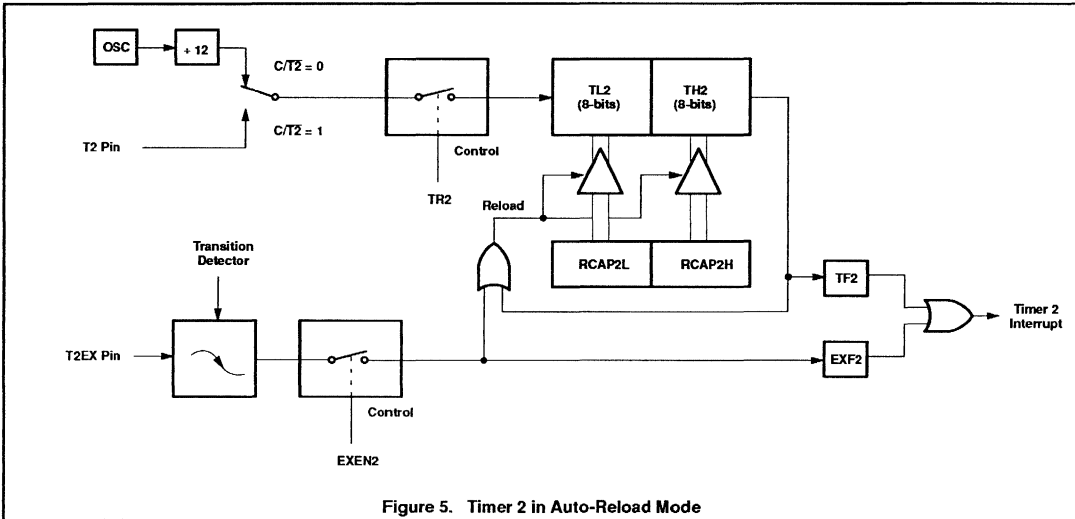 OSC
÷ 12
C/T2̅ = 0
TL2
(8-bits)
TH2
(8-bits)
C/T2̅ = 1
T2 Pin
Control
TR2
Reload
Transition
Detector
RCAP2L
RCAP2H
TF2
Timer 2
Interrupt
T2EX Pin
EXF2
Control
EXEN2
Figure 5. Timer 2 in Auto-Reload Mode